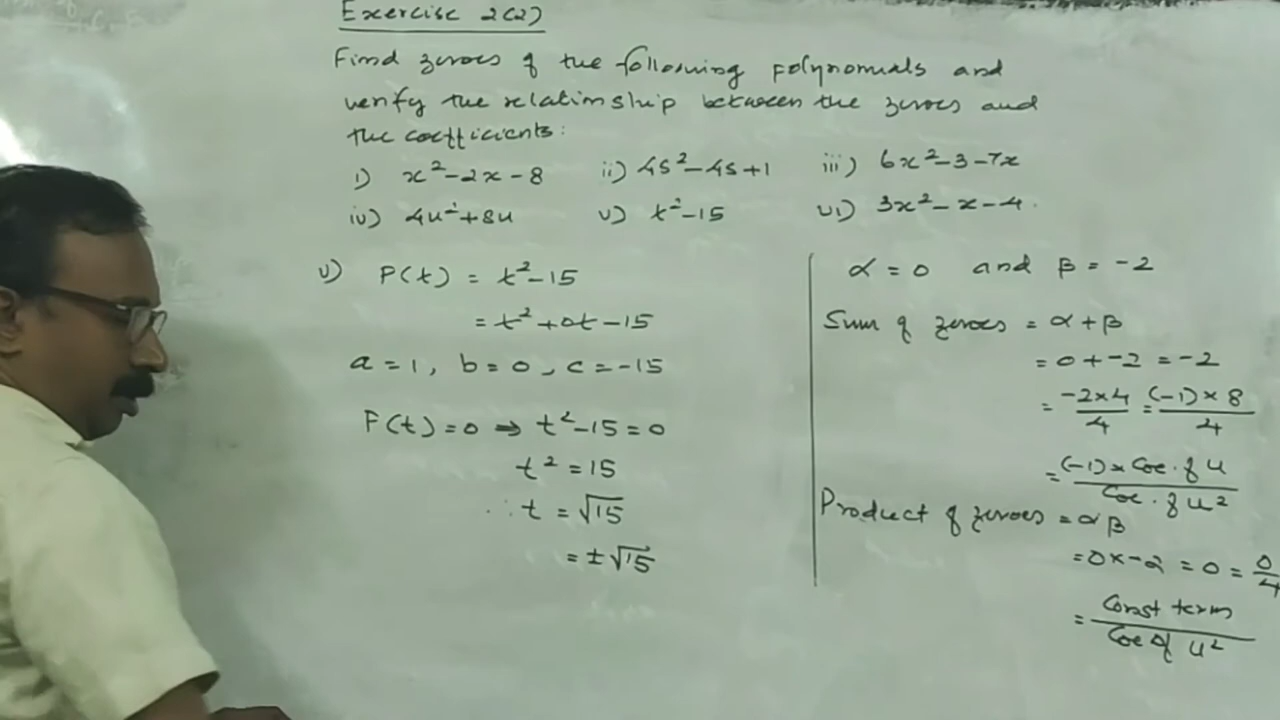 Exercise 2(2)
Find zeroes of the following polynomials and
verify the relationship between the zeroes and
the coefficients:
i) x²-2x-8 ii) 4s²-4s+1 iii) 6x²-3-7x
iv) 4u²+8u v) t²-15 vi) 3x²-x-4.
v) P(t) = t²-15
= t²+0t-15
a=1, b=0, c=-15
P(t)=0 ⇒ t²-15=0
t²=15
∴ t = √15
= ±√15
α=0 and β=-2
Sum of zeroes = α+β
= 0+-2 = -2
= -2×4/4 = (-1)×8/4
= (-1)×Coe. of u/Coe. of u²
Product of zeroes = αβ
= 0×-2 = 0 = 0/4
= Const term/Coe of u²